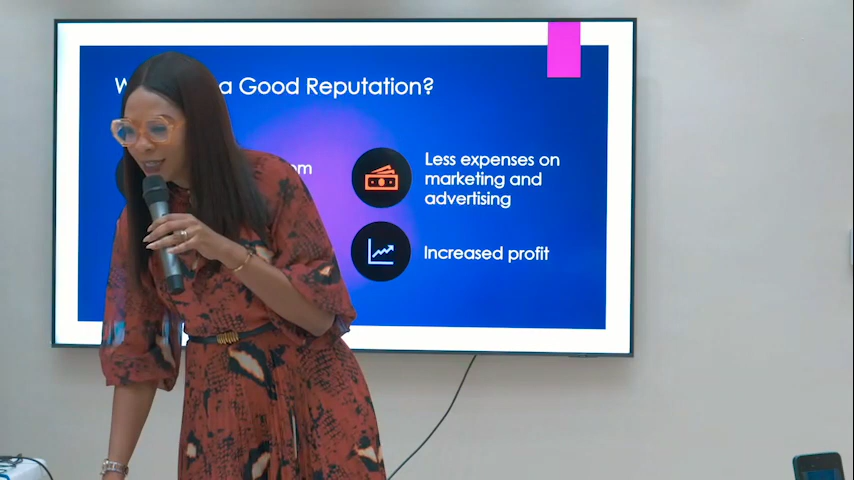 a Good Reputation?
Less expenses on
marketing and
advertising
Increased profit